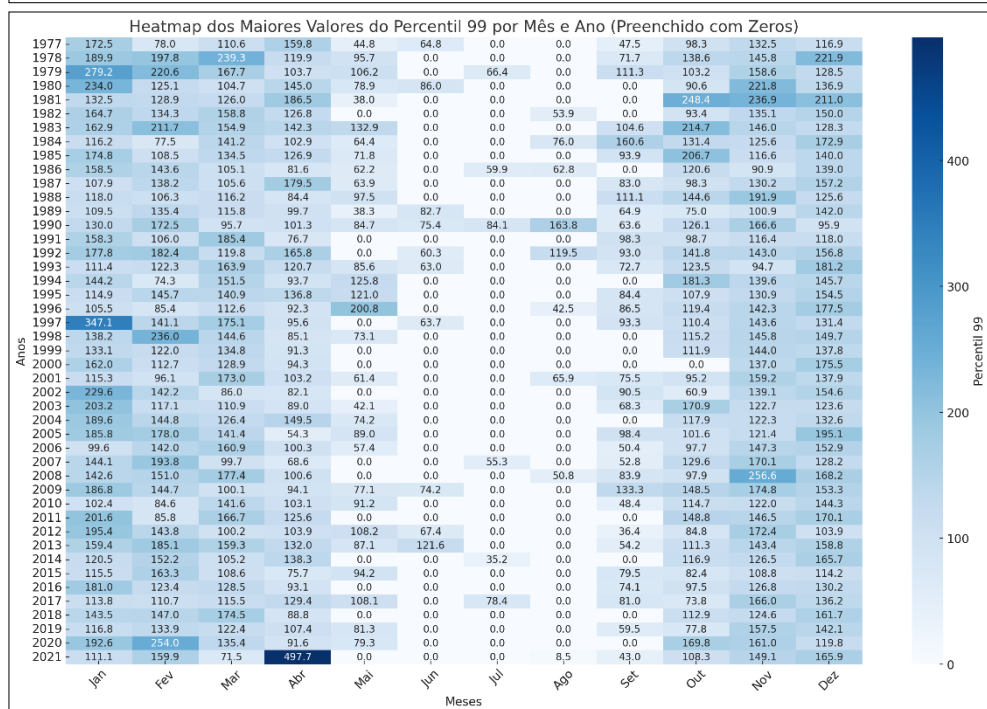 Heatmap dos Maiores Valores do Percentil 99 por Mês e Ano (Preenchido com Zeros)
1977 172.5 78.0 110.6 159.8 44.8 64.8 0.0 0.0 47.5 98.3 132.5 116.9
1978 189.9 197.8 239.3 119.9 95.7 0.0 0.0 0.0 71.7 138.6 145.8 221.9
1979 279.2 220.6 167.7 103.7 106.2 0.0 66.4 0.0 111.3 103.2 158.6 128.5
1980 234.0 125.1 104.7 145.0 78.9 86.0 0.0 0.0 0.0 90.6 221.8 136.9
1981 132.5 128.9 126.0 186.5 38.0 0.0 0.0 0.0 0.0 248.4 236.9 211.0
1982 164.7 134.3 158.8 126.8 0.0 0.0 0.0 53.9 0.0 93.4 135.1 150.0
1983 162.9 211.7 154.9 142.3 132.9 0.0 0.0 0.0 104.6 214.7 146.0 128.3
1984 116.2 77.5 141.2 102.9 64.4 0.0 0.0 76.0 160.6 131.4 125.6 172.9
1985 174.8 108.5 134.5 126.9 71.8 0.0 0.0 0.0 93.9 206.7 116.6 140.0
1986 158.5 143.6 105.1 81.6 62.2 0.0 59.9 62.8 0.0 120.6 90.9 139.0
1987 107.9 138.2 105.6 179.5 63.9 0.0 0.0 0.0 83.0 98.3 130.2 157.2
1988 118.0 106.3 116.2 84.4 97.5 0.0 0.0 0.0 111.1 144.6 191.9 125.6
1989 109.5 135.4 115.8 99.7 38.3 82.7 0.0 0.0 64.9 75.0 100.9 142.0
1990 130.0 172.5 95.7 101.3 84.7 75.4 84.1 163.8 63.6 126.1 166.6 95.9
1991 158.3 106.0 185.4 76.7 0.0 0.0 0.0 0.0 98.3 98.7 116.4 118.0
1992 177.8 182.4 119.8 165.8 0.0 60.3 0.0 119.5 93.0 141.8 143.0 156.8
1993 111.4 122.3 163.9 120.7 85.6 63.0 0.0 0.0 72.7 123.5 94.7 181.2
1994 144.2 74.3 151.5 93.7 125.8 0.0 0.0 0.0 0.0 181.3 139.6 145.7
1995 114.9 145.7 140.9 136.8 121.0 0.0 0.0 0.0 84.4 107.9 130.9 154.5
1996 105.5 85.4 112.6 92.3 200.8 0.0 0.0 42.5 86.5 119.4 142.3 177.5
1997 347.1 141.1 175.1 95.6 0.0 63.7 0.0 0.0 93.3 110.4 143.6 131.4
1998 138.2 236.0 144.6 85.1 73.1 0.0 0.0 0.0 0.0 115.2 145.8 149.7
1999 133.1 122.0 134.8 91.3 0.0 0.0 0.0 0.0 0.0 111.9 144.0 137.8
2000 162.0 112.7 128.9 94.3 0.0 0.0 0.0 0.0 0.0 0.0 137.0 175.5
2001 115.3 96.1 173.0 103.2 61.4 0.0 0.0 65.9 75.5 95.2 159.2 137.9
2002 229.6 142.2 86.0 82.1 0.0 0.0 0.0 0.0 90.5 60.9 139.1 154.6
2003 203.2 117.1 110.9 89.0 42.1 0.0 0.0 0.0 68.3 170.9 122.7 123.6
2004 189.6 144.8 126.4 149.5 74.2 0.0 0.0 0.0 0.0 117.9 122.3 132.6
2005 185.8 178.0 141.4 54.3 89.0 0.0 0.0 0.0 98.4 101.6 121.4 195.1
2006 99.6 142.0 160.9 100.3 57.4 0.0 0.0 0.0 50.4 97.7 147.3 152.9
2007 144.1 193.8 99.7 68.6 0.0 0.0 55.3 0.0 52.8 129.6 170.1 128.2
2008 142.6 151.0 177.4 100.6 0.0 0.0 0.0 50.8 83.9 97.9 256.6 168.2
2009 186.8 144.7 100.1 94.1 77.1 74.2 0.0 0.0 133.3 148.5 174.8 153.3
2010 102.4 84.6 141.6 103.1 91.2 0.0 0.0 0.0 48.4 114.7 122.0 144.3
2011 201.6 85.8 166.7 125.6 0.0 0.0 0.0 0.0 0.0 148.8 146.5 170.1
2012 195.4 143.8 100.2 103.9 108.2 67.4 0.0 0.0 36.4 84.8 172.4 103.9
2013 159.4 185.1 159.3 132.0 87.1 121.6 0.0 0.0 54.2 111.3 143.4 158.8
2014 120.5 152.2 105.2 138.3 0.0 0.0 35.2 0.0 0.0 116.9 126.5 165.7
2015 115.5 163.3 108.6 75.7 94.2 0.0 0.0 0.0 79.5 82.4 108.8 114.2
2016 181.0 123.4 128.5 93.1 0.0 0.0 0.0 0.0 74.1 97.5 126.8 130.2
2017 113.8 110.7 115.5 129.4 108.1 0.0 78.4 0.0 81.0 73.8 166.0 136.2
2018 143.5 147.0 174.5 88.8 0.0 0.0 0.0 0.0 0.0 112.9 124.6 161.7
2019 116.8 133.9 122.4 107.4 81.3 0.0 0.0 0.0 59.5 77.8 157.5 142.1
2020 192.6 254.0 135.4 91.6 79.3 0.0 0.0 0.0 0.0 169.8 161.0 119.8
2021 111.1 159.9 71.5 497.7 0.0 0.0 0.0 8.5 43.0 108.3 149.1 165.9
Jan Fev Mar Abr Mai Jun Jul Ago Set Out Nov Dez
Meses
Anos
400
300
200
100
0
Percentil 99